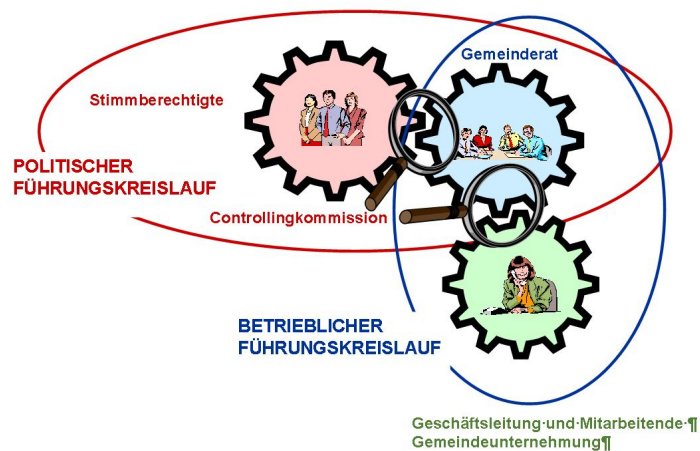 Gemeinderat
Stimmberechtigte
POLITISCHER
FÜHRUNGSKREISLAUF
Controllingkommission
BETRIEBLICHER
FÜHRUNGSKREISLAUF
Geschäftsleitung·und·Mitarbeitende·¶
Gemeindeunternehmung¶